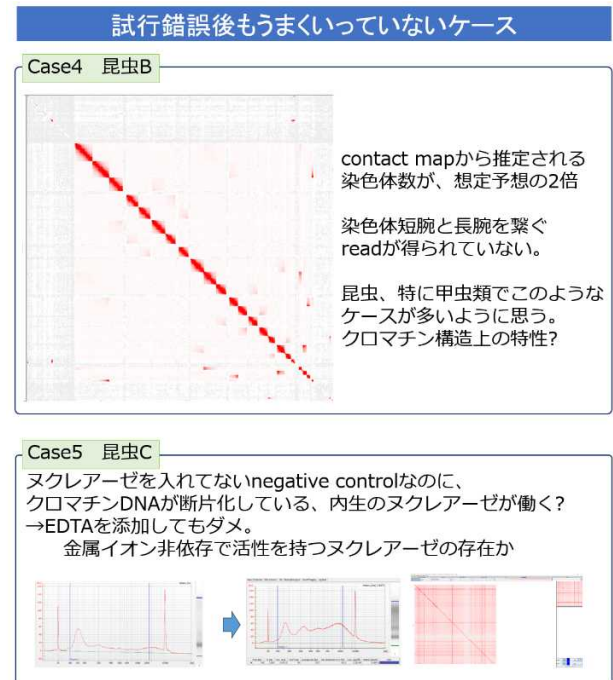 試行錯誤後もうまくいっていないケース
Case4 昆虫B
contact mapから推定される
染色体数が、想定予想の2倍
染色体短腕と長腕を繋ぐ
readが得られていない。
昆虫、特に甲虫類でこのような
ケースが多いように思う。
クロマチン構造上の特性?
Case5 昆虫C
ヌクレアーゼを入れてないnegative controlなのに、
クロマチンDNAが断片化している、内生のヌクレアーゼが働く?
→EDTAを添加してもダメ。
金属イオン非依存で活性を持つヌクレアーゼの存在か